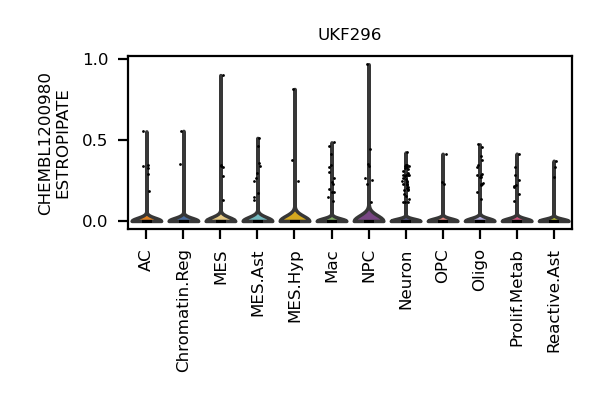 UKF296
CHEMBL1200980
ESTROPIPATE
1.0
0.5
0.0
AC
Chromatin.Reg
MES
MES.Ast
MES.Hyp
Mac
NPC
Neuron
OPC
Oligo
Prolif.Metab
Reactive.Ast